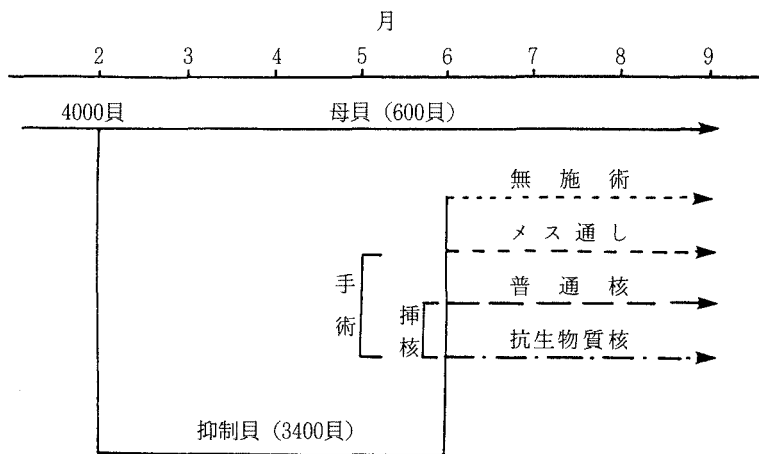 月
2 3 4 5 6 7 8 9
4000貝 母貝 (600貝)
無施術
メス通し
手術
普通核
挿核
抗生物質核
抑制貝 (3400貝)